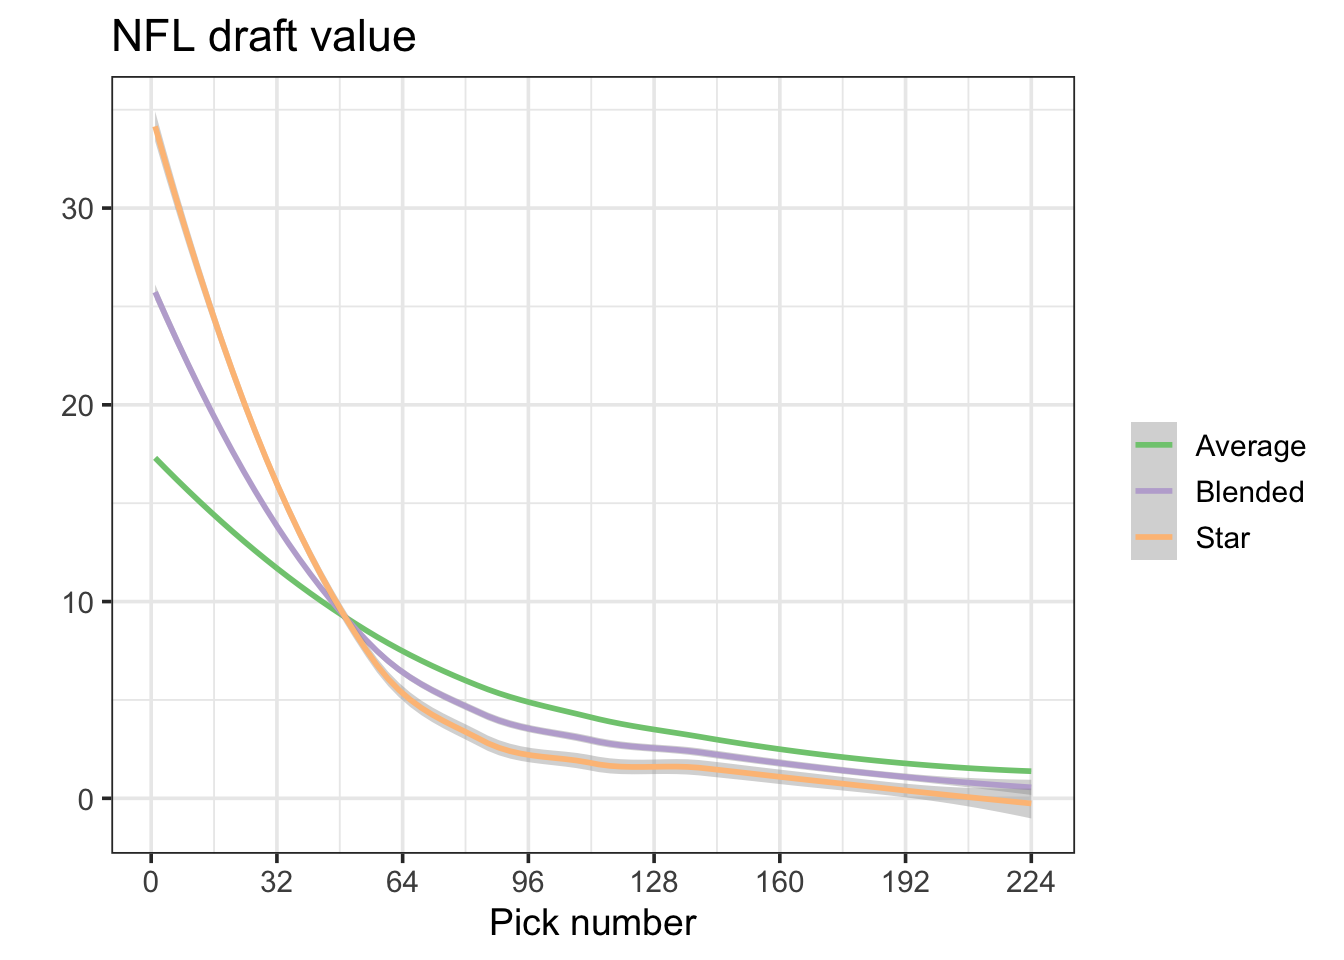 NFL draft value
30
20
10
0
0 32 64 96 128 160 192 224
Pick number
Average
Blended
Star